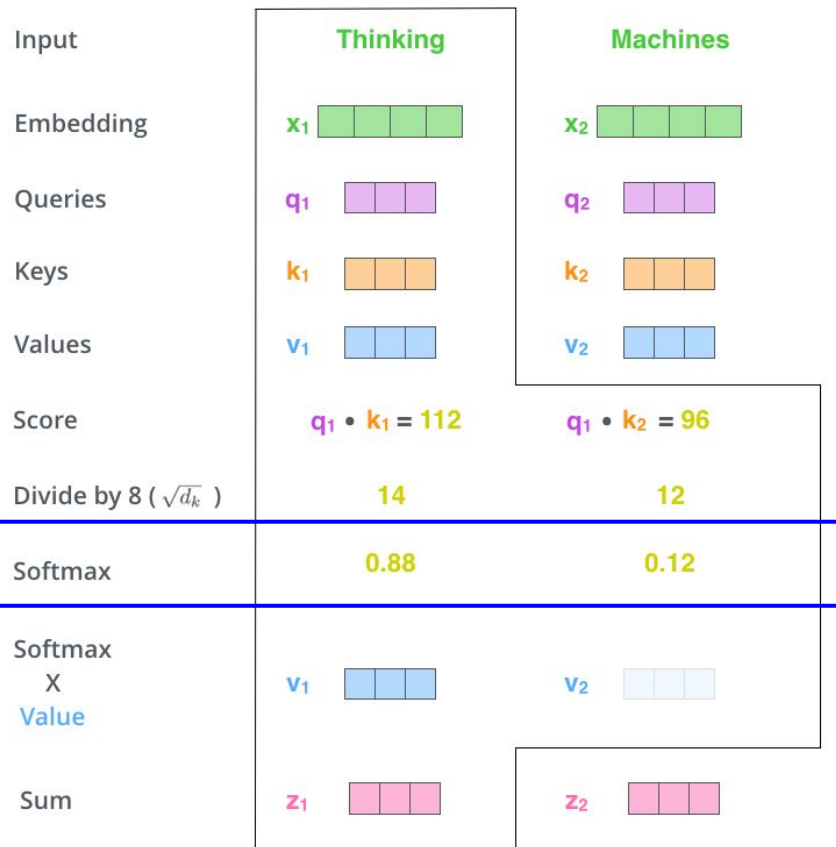 Input Thinking Machines
Embedding x₁ x₂
Queries q₁ q₂
Keys k₁ k₂
Values v₁ v₂
Score q₁ • k₁ = 112 q₁ • k₂ = 96
Divide by 8 ( √dₖ ) 14 12
Softmax 0.88 0.12
Softmax
X v₁ v₂
Value
Sum z₁ z₂